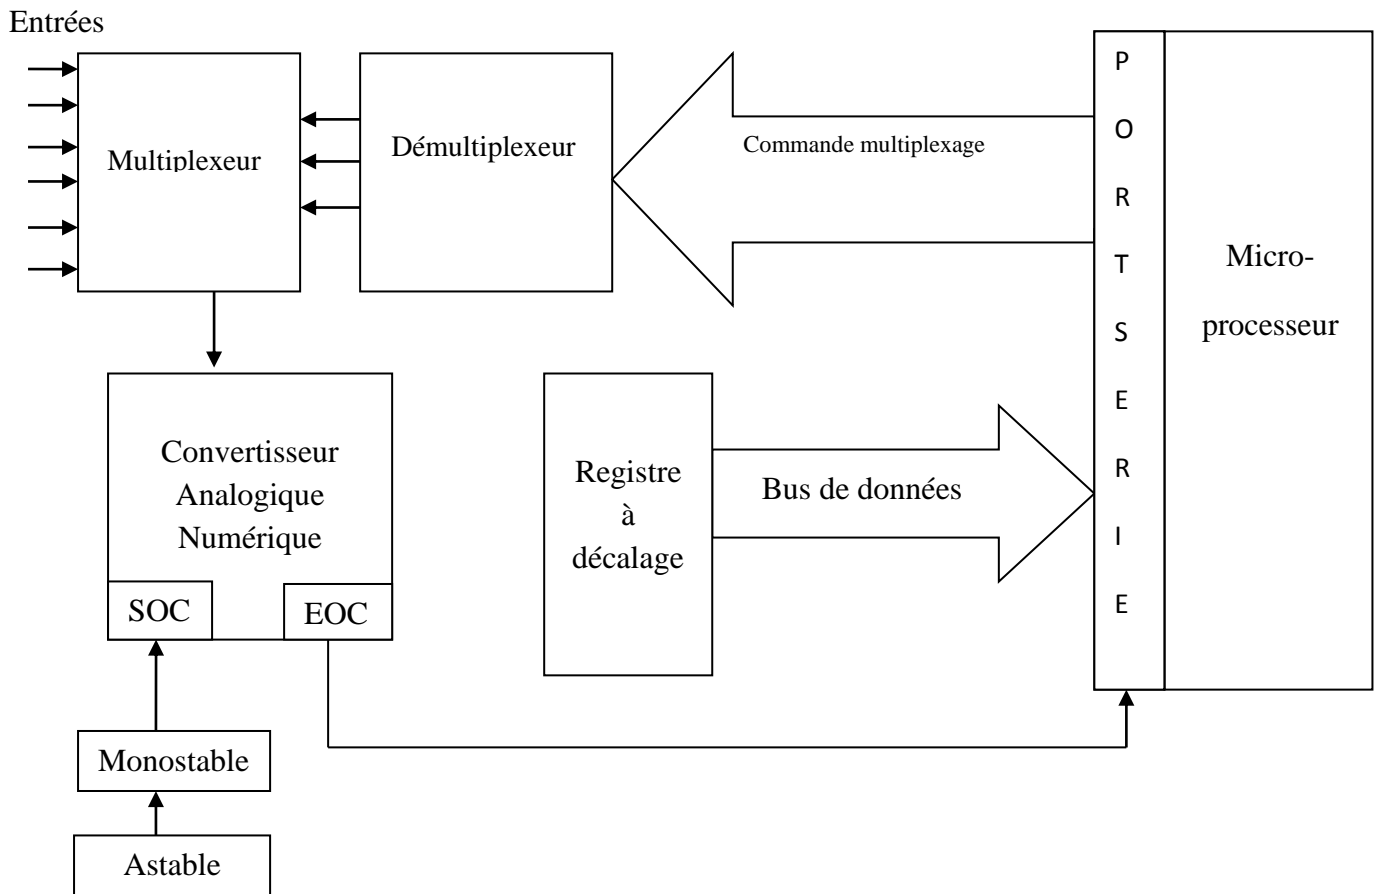 Entrées
Multiplexeur
Démultiplexeur
Commande multiplexage
P
O
R
T
S
E
R
I
E
Micro-
processeur
Convertisseur
Analogique
Numérique
SOC
EOC
Registre
à
décalage
Bus de données
Monostable
Astable